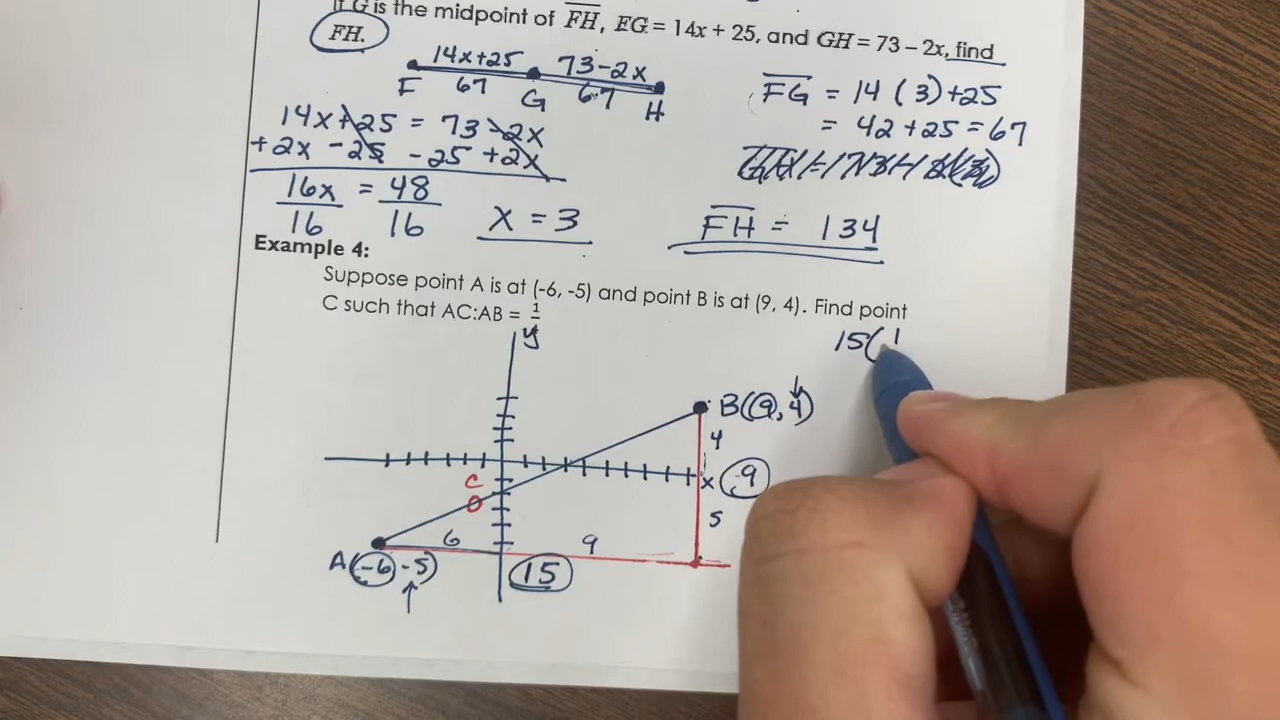 If G is the midpoint of FH, FG = 14x + 25, and GH = 73 – 2x, find
FH.
14x+25 73-2x
F 67 G 67 H
14x+25 = 73-2x
+2x -25 -25 +2x
16x = 48
16 16
x = 3
FG = 14(3)+25
= 42+25=67
FH = 134
Example 4:
Suppose point A is at (-6, -5) and point B is at (9, 4). Find point
C such that AC:AB = 1
15(1
y
B(9,4)
4
x
9
C
5
6
9
A(-6,-5)
15